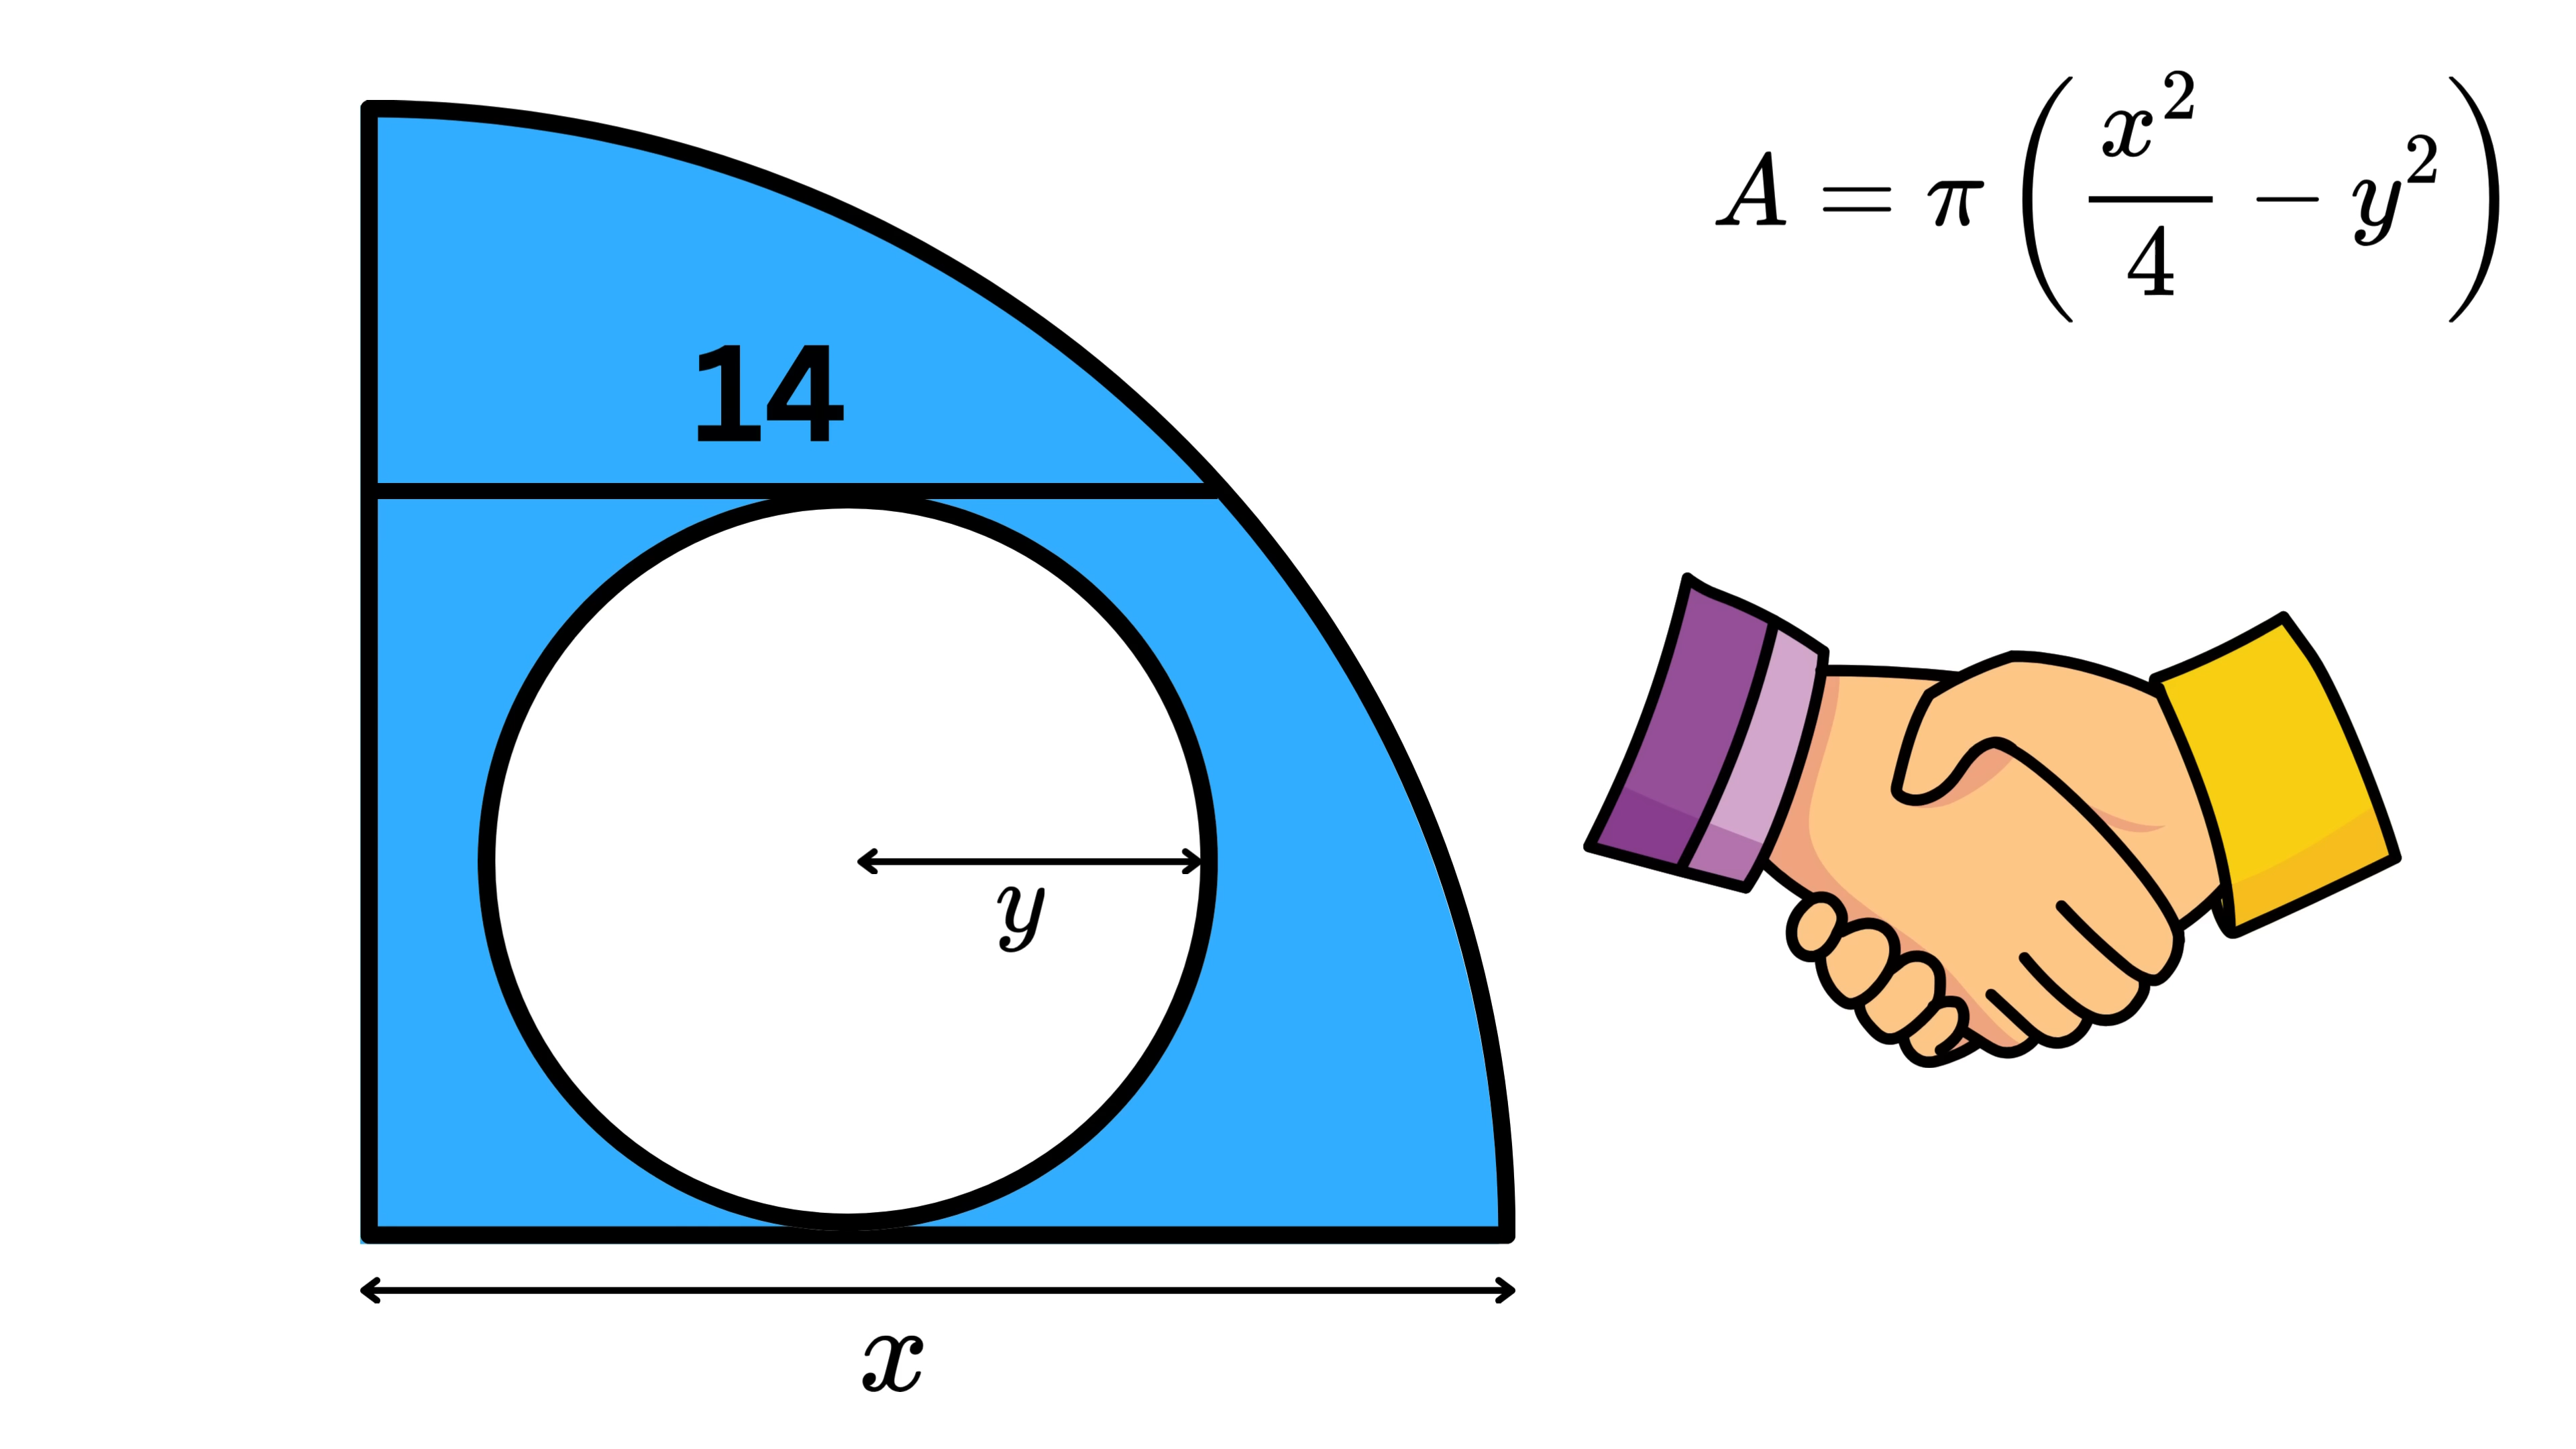 A = π (x²/4 − y²)
14
y
x